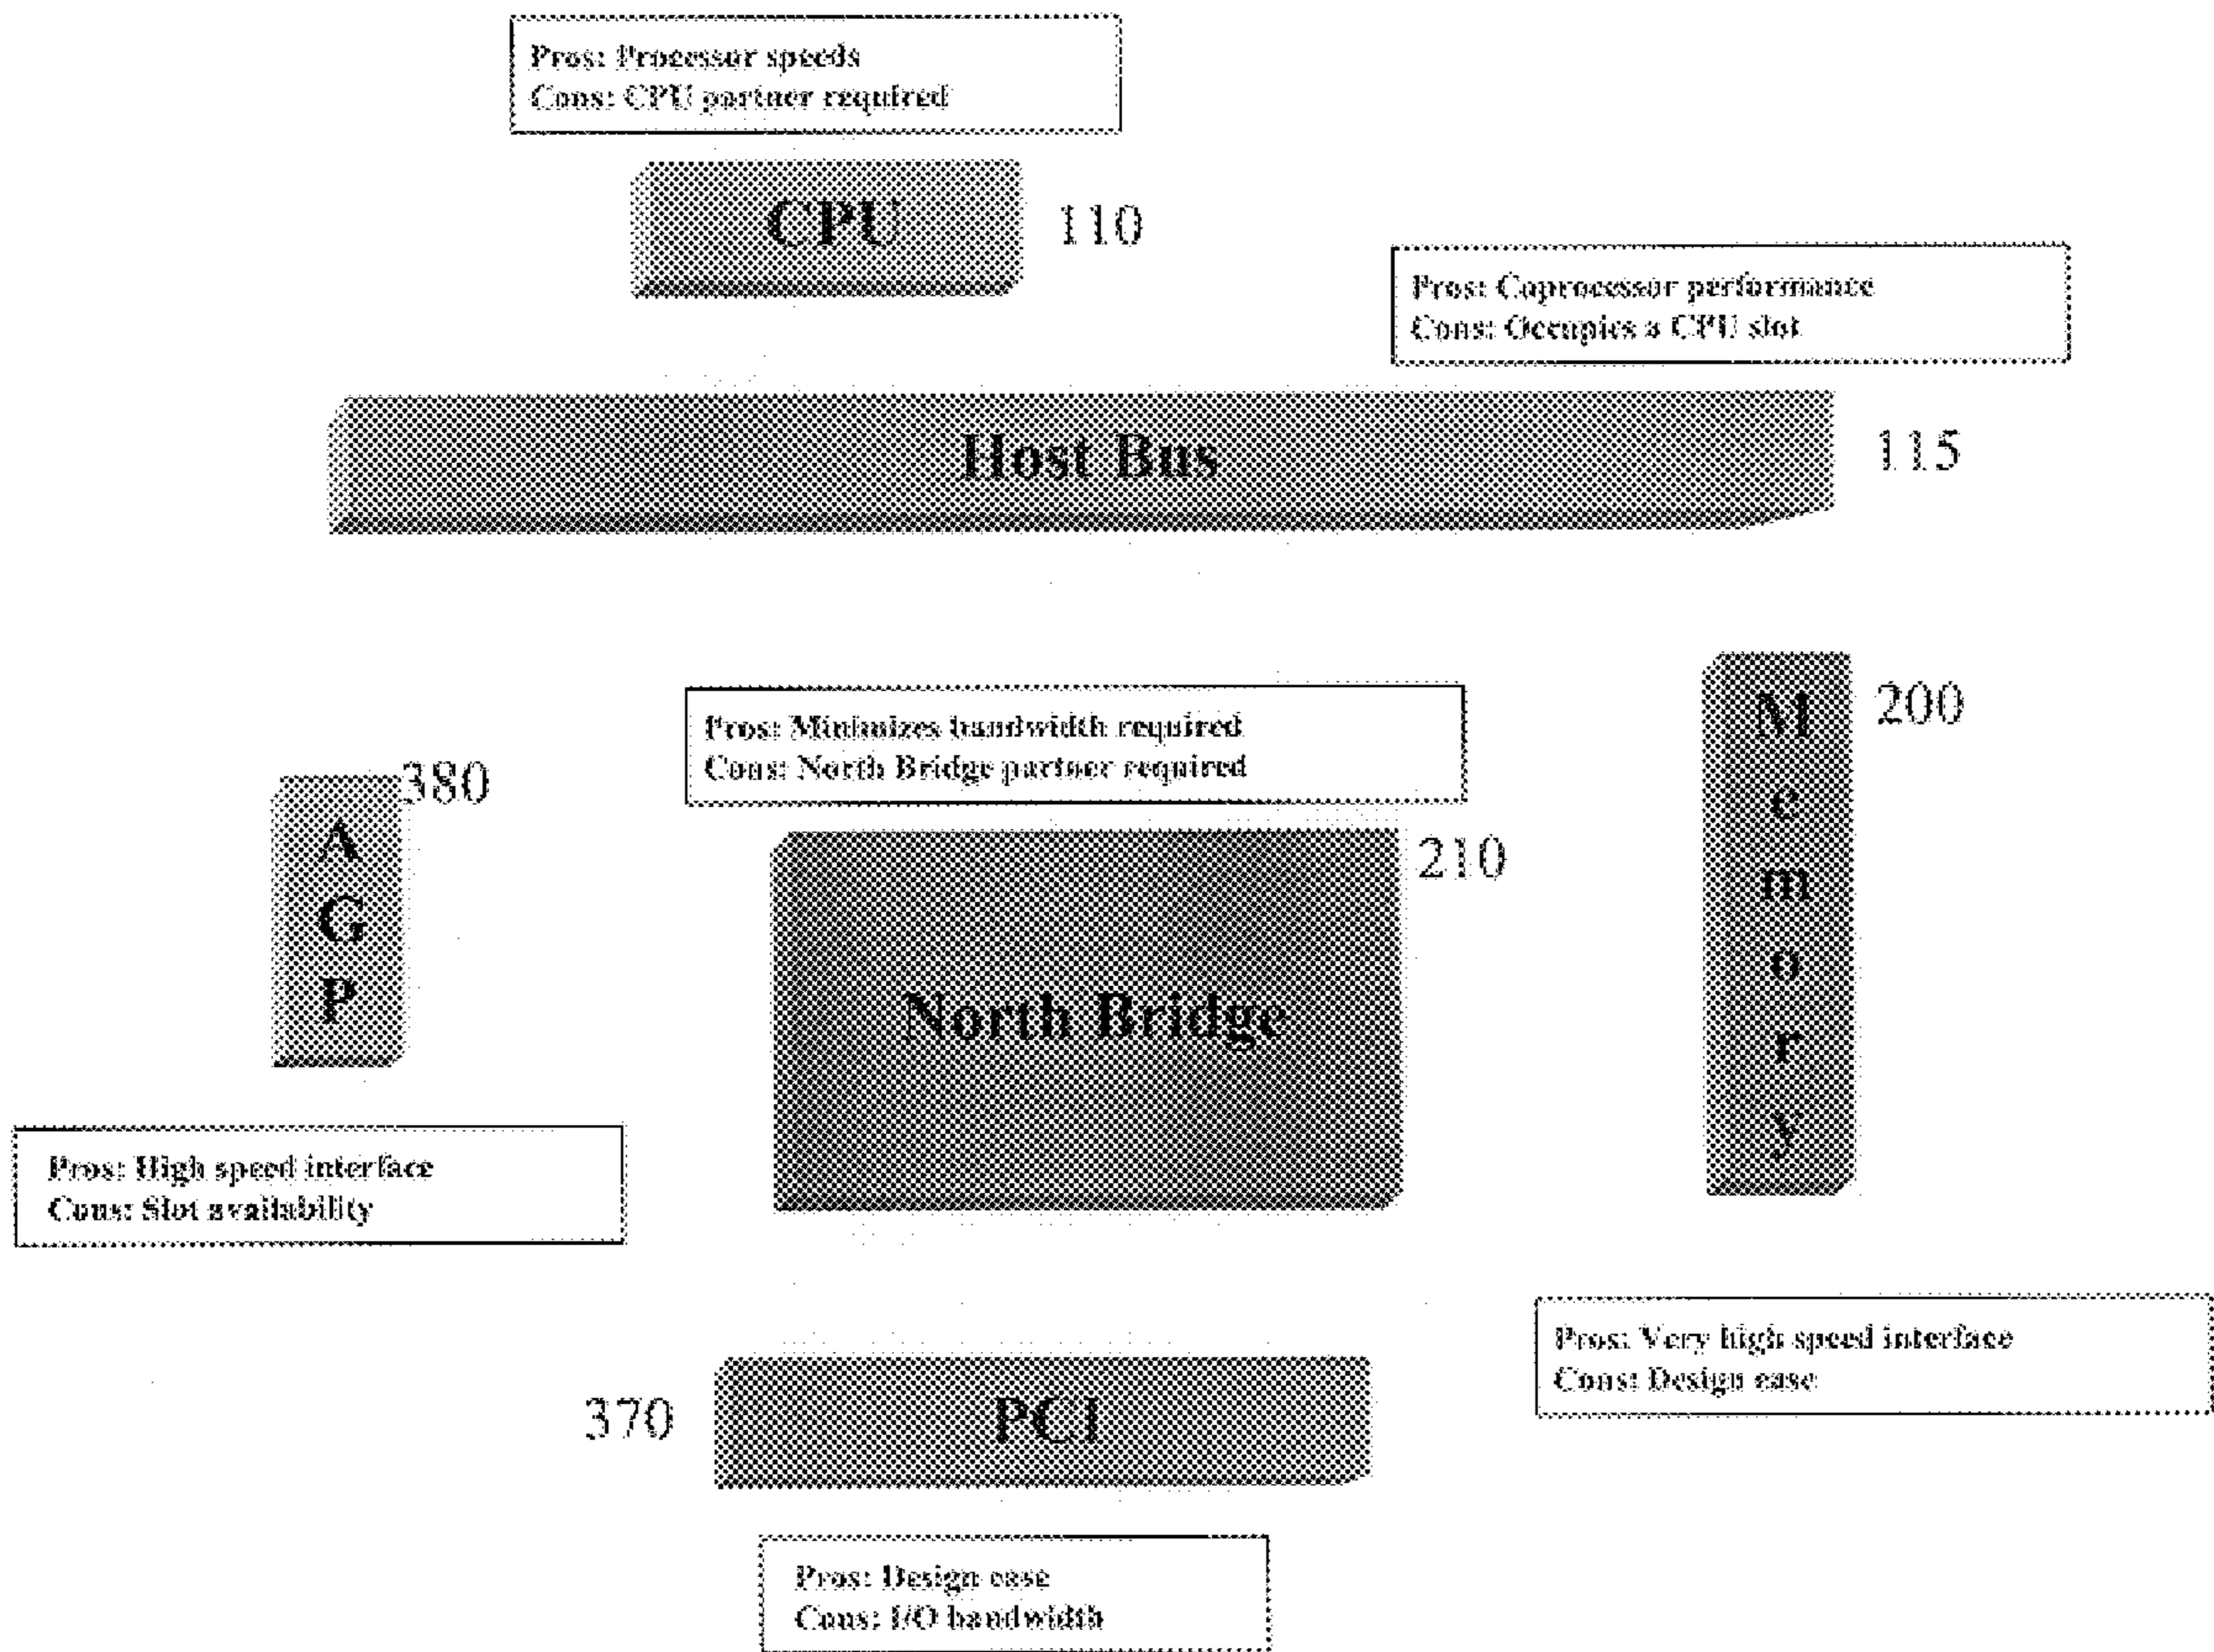 Pros: Processor speeds
Cons: CPU partner required
CPU
110
Pros: Coprocessor performance
Cons: Occupies a CPU slot
Host Bus
115
Memory
200
Pros: Minimizes bandwidth required
Cons: North Bridge partner required
380
AGP
210
North Bridge
Pros: High speed interface
Cons: Slot availability
Pros: Very high speed interface
Cons: Design ease
370
PCI
Pros: Design ease
Cons: I/O bandwidth